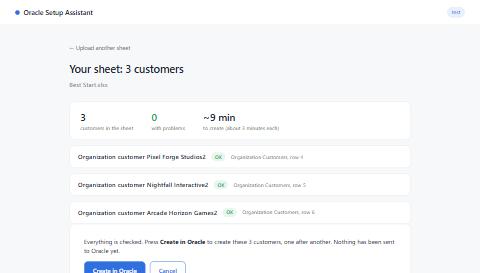 Oracle Setup Assistant
test
← Upload another sheet
Your sheet: 3 customers
Best Start.xlsx
3
customers in the sheet
0
with problems
~9 min
to create (about 3 minutes each)
Organization customer Pixel Forge Studios2 OK Organization Customers, row 4
Organization customer Nightfall Interactive2 OK Organization Customers, row 5
Organization customer Arcade Horizon Games2 OK Organization Customers, row 6
Everything is checked. Press Create in Oracle to create these 3 customers, one after another. Nothing has been sent
to Oracle yet.
Create in Oracle
Cancel